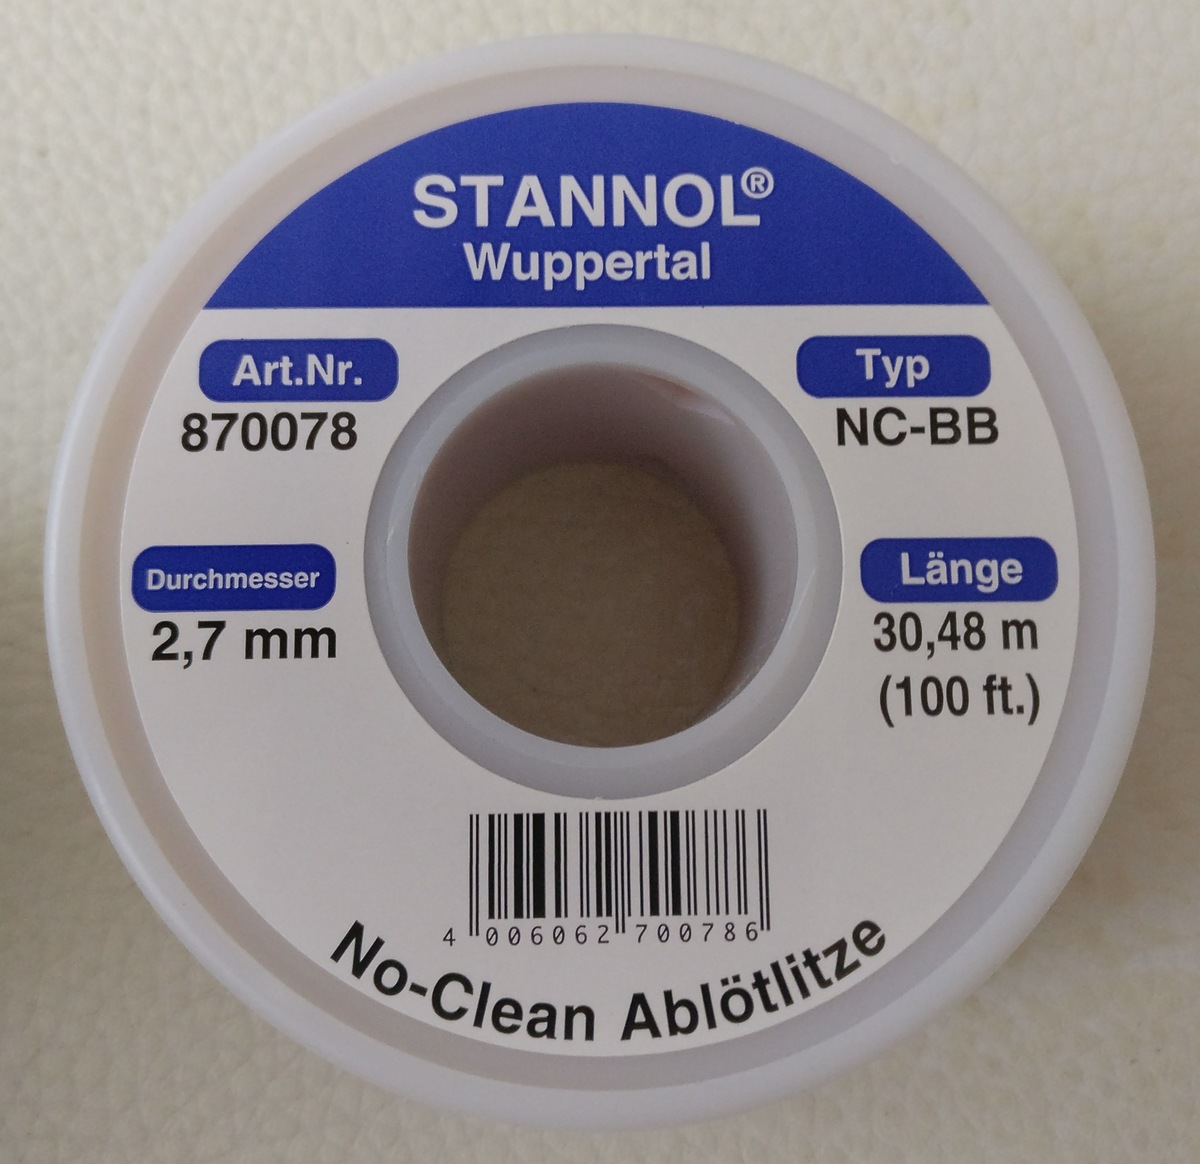 STANNOL®
Wuppertal
Art.Nr.
870078
Typ
NC-BB
Durchmesser
2,7 mm
Länge
30,48 m
(100 ft.)
4 006062 700786
No-Clean Ablötlitze